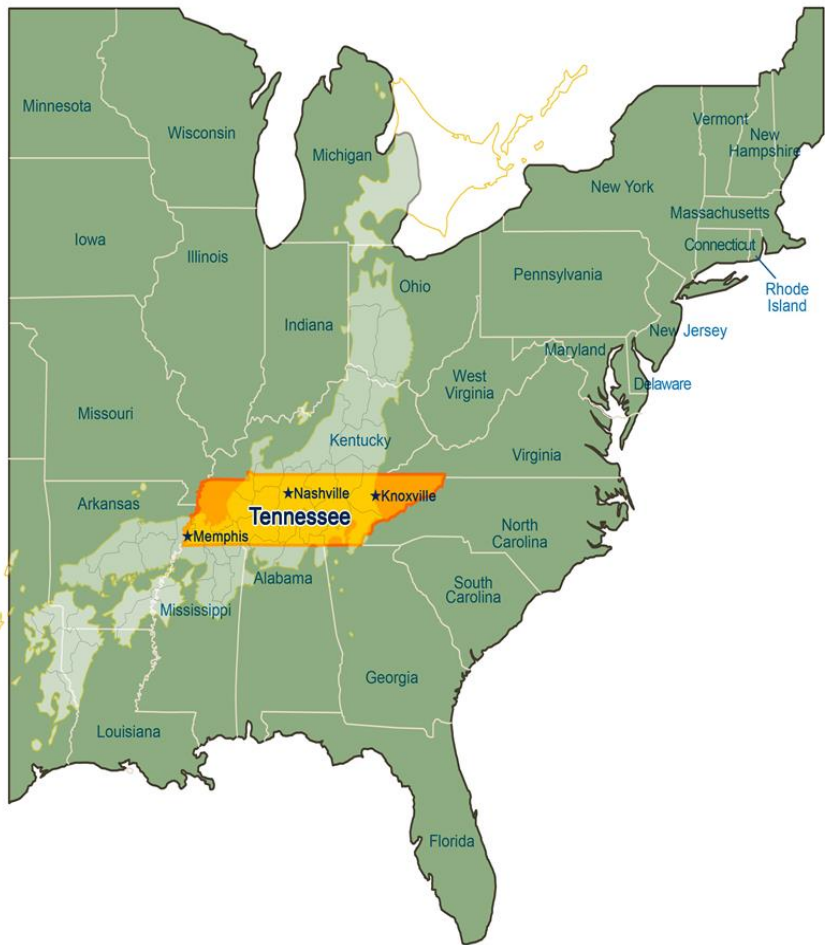 Minnesota
Wisconsin
Michigan
Vermont
New
Hampshire
New York
Massachusetts
Connecticut
Rhode
Island
Iowa
Illinois
Indiana
Ohio
Pennsylvania
New Jersey
Maryland
Delaware
West
Virginia
Missouri
Kentucky
Virginia
Arkansas
★Nashville
★Knoxville
Tennessee
★Memphis
North
Carolina
Alabama
South
Carolina
Mississippi
Georgia
Louisiana
Florida